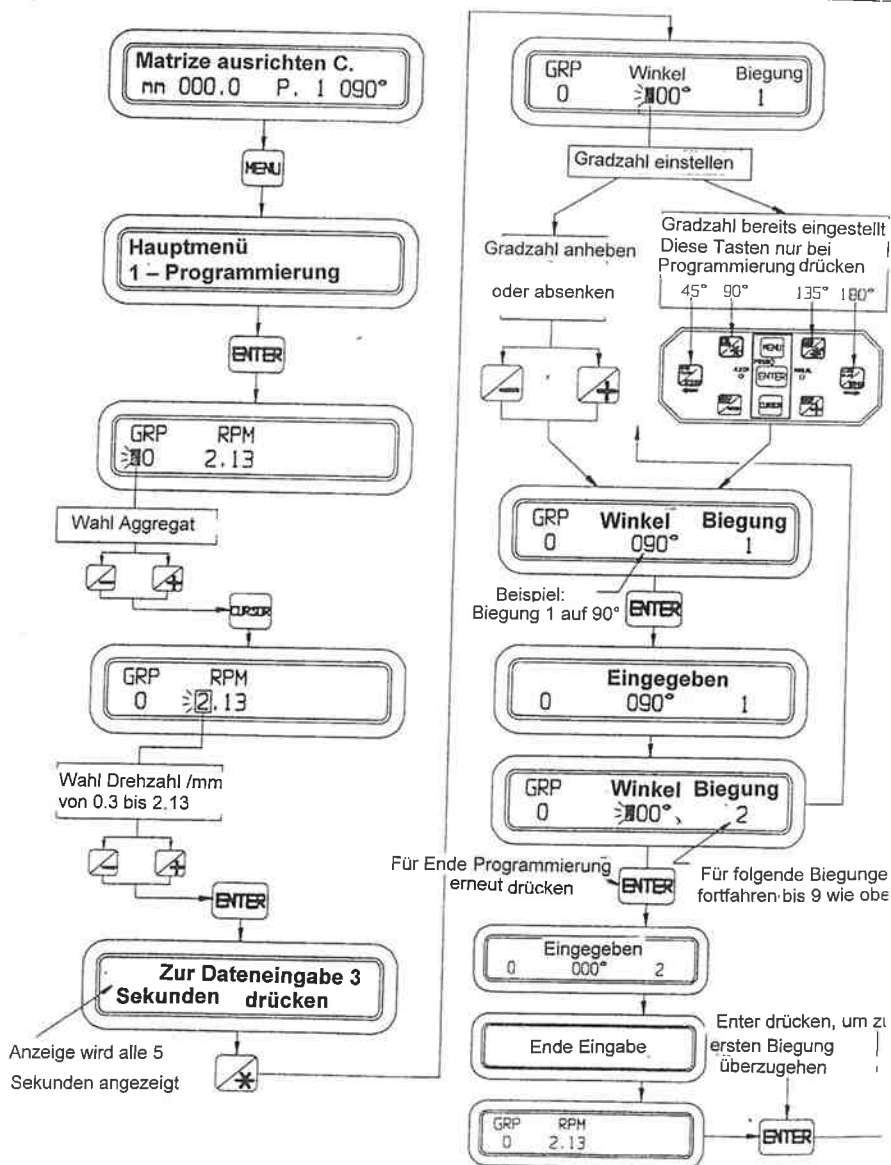 Matrize ausrichten C.
mm 000.0 P. 1 090°
MENU
Hauptmenü
1 – Programmierung
ENTER
GRP RPM
0 2.13
Wahl Aggregat
CURSOR
GRP RPM
0 2.13
Wahl Drehzahl /mm
von 0.3 bis 2.13
ENTER
Zur Dateneingabe 3
Sekunden drücken
Anzeige wird alle 5
Sekunden angezeigt
GRP Winkel Biegung
0 00° 1
Gradzahl einstellen
Gradzahl anheben
oder absenken
Gradzahl bereits eingestellt
Diese Tasten nur bei
Programmierung drücken
45° 90° 135° 180°
MENU
ENTER
CURSOR
GRP Winkel Biegung
0 090° 1
Beispiel:
Biegung 1 auf 90°
ENTER
Eingegeben
0 090° 1
GRP Winkel Biegung
0 00° 2
Für Ende Programmierung
erneut drücken
ENTER
Für folgende Biegunge
fortfahren bis 9 wie obe
Eingegeben
0 000° 2
Ende Eingabe
Enter drücken, um zu
ersten Biegung
überzugehen
GRP RPM
0 2.13
ENTER